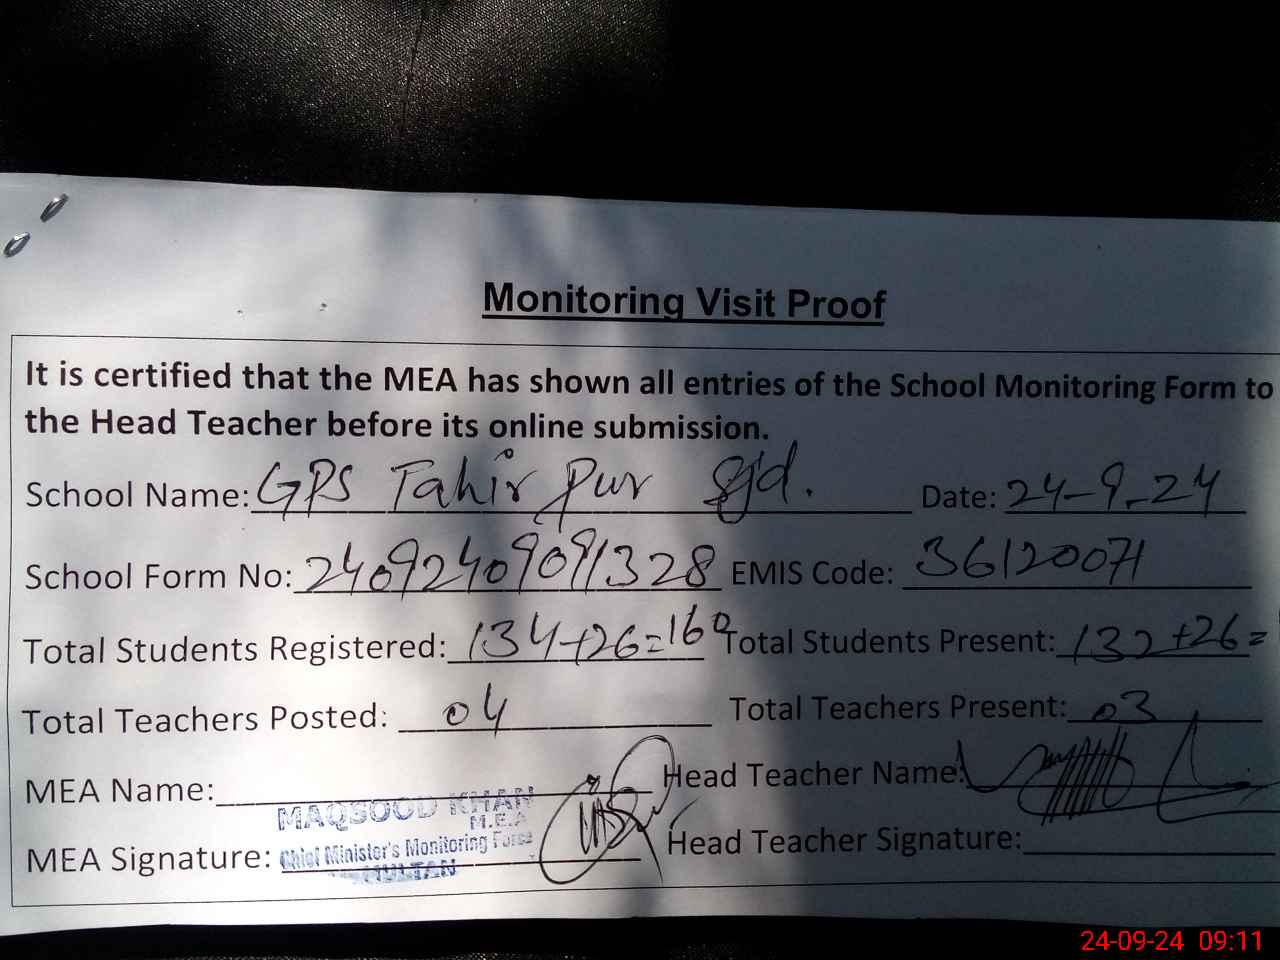 Monitoring Visit Proof
It is certified that the MEA has shown all entries of the School Monitoring Form to
the Head Teacher before its online submission.
School Name: GPS Tahir pur Sjd. Date: 24-9-24
School Form No: 24092409091328 EMIS Code: 36120071
Total Students Registered: 134+26=160 Total Students Present: 132+26=
Total Teachers Posted: 04 Total Teachers Present: 03
MEA Name: Head Teacher Name:
MAQSOOD KHAN
M.E.A
MEA Signature: Chief Minister's Monitoring Force Head Teacher Signature:
MULTAN
24-09-24 09:11